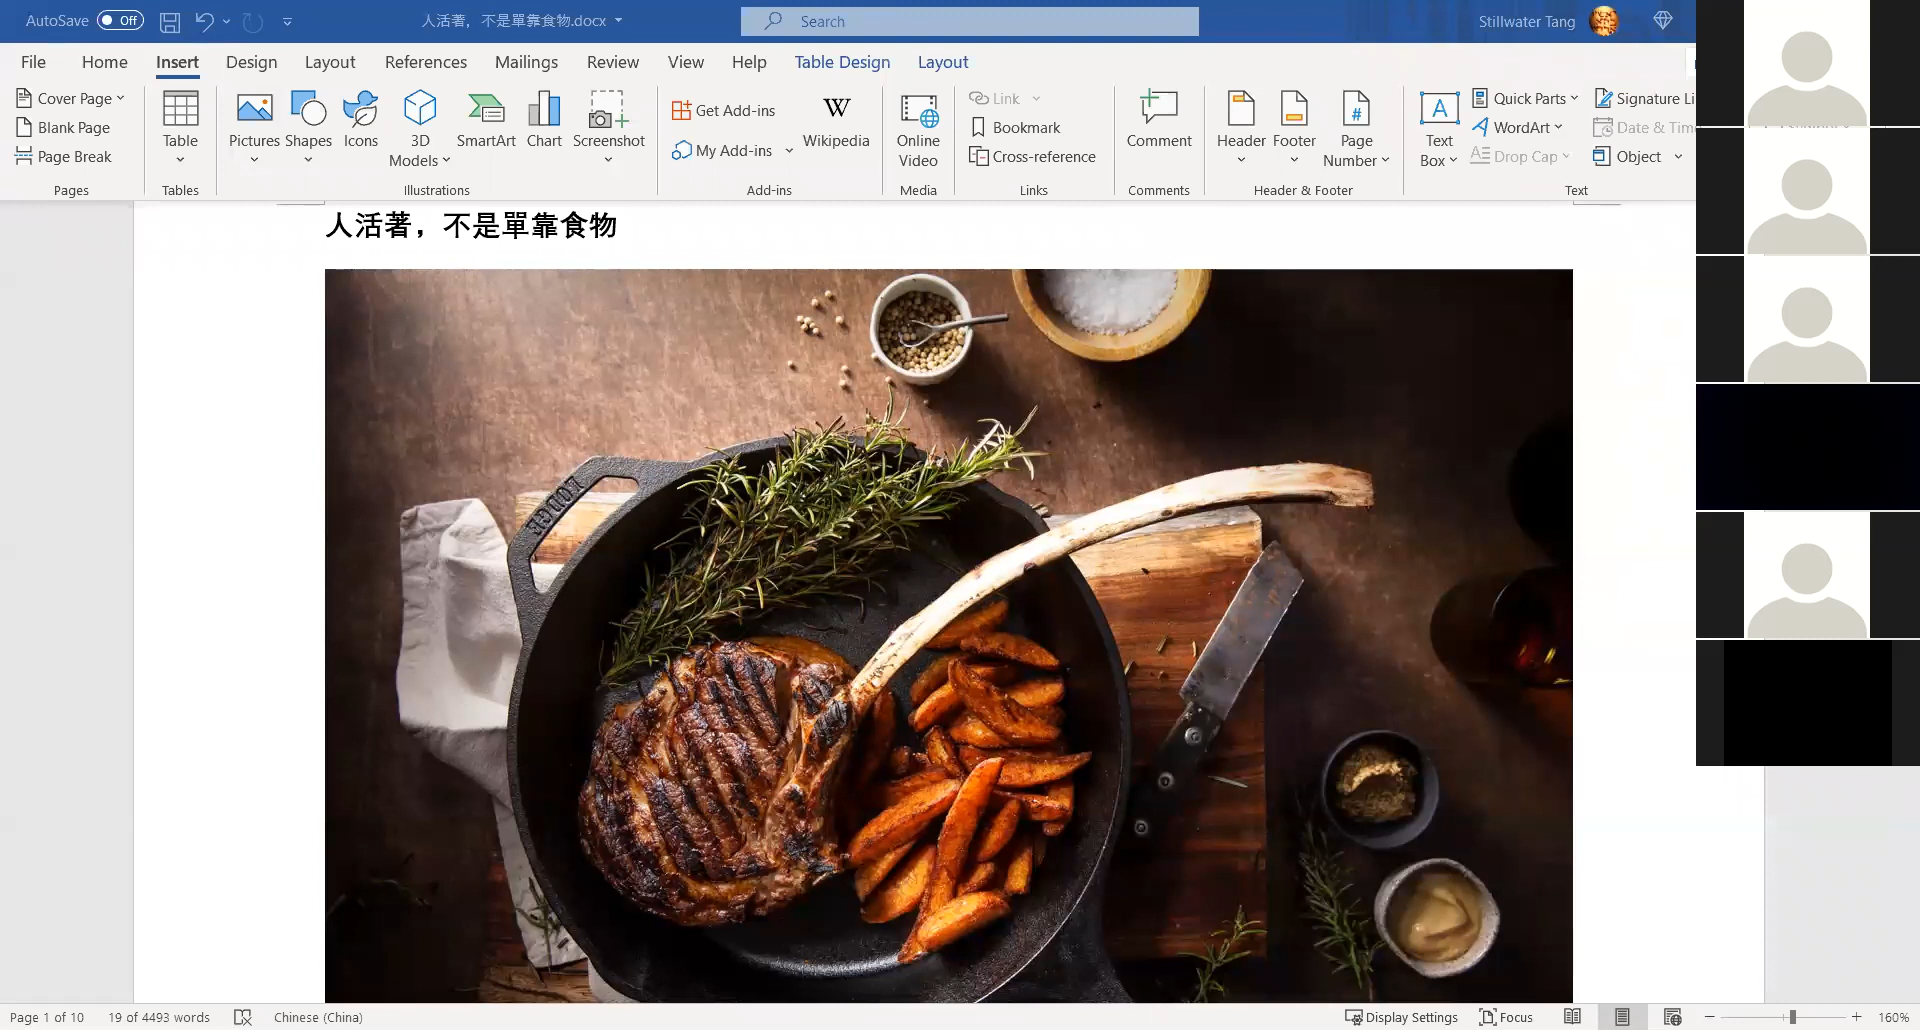 AutoSave Off 人活著，不是單靠食物.docx Search Stillwater Tang
File Home Insert Design Layout References Mailings Review View Help Table Design Layout
Cover Page
Blank Page
Page Break
Pages
Table
Tables
Pictures Shapes Icons 3D Models SmartArt Chart Screenshot
Illustrations
Get Add-ins
My Add-ins
Wikipedia
Add-ins
Online Video
Media
Link
Bookmark
Cross-reference
Links
Comment
Comments
Header Footer Page Number
Header & Footer
Text Box
Quick Parts
WordArt
Drop Cap
Signature Li
Date & Tim
Object
Text
人活著，不是單靠食物
LODGE
Page 1 of 10 19 of 4493 words Chinese (China) Display Settings Focus 160%